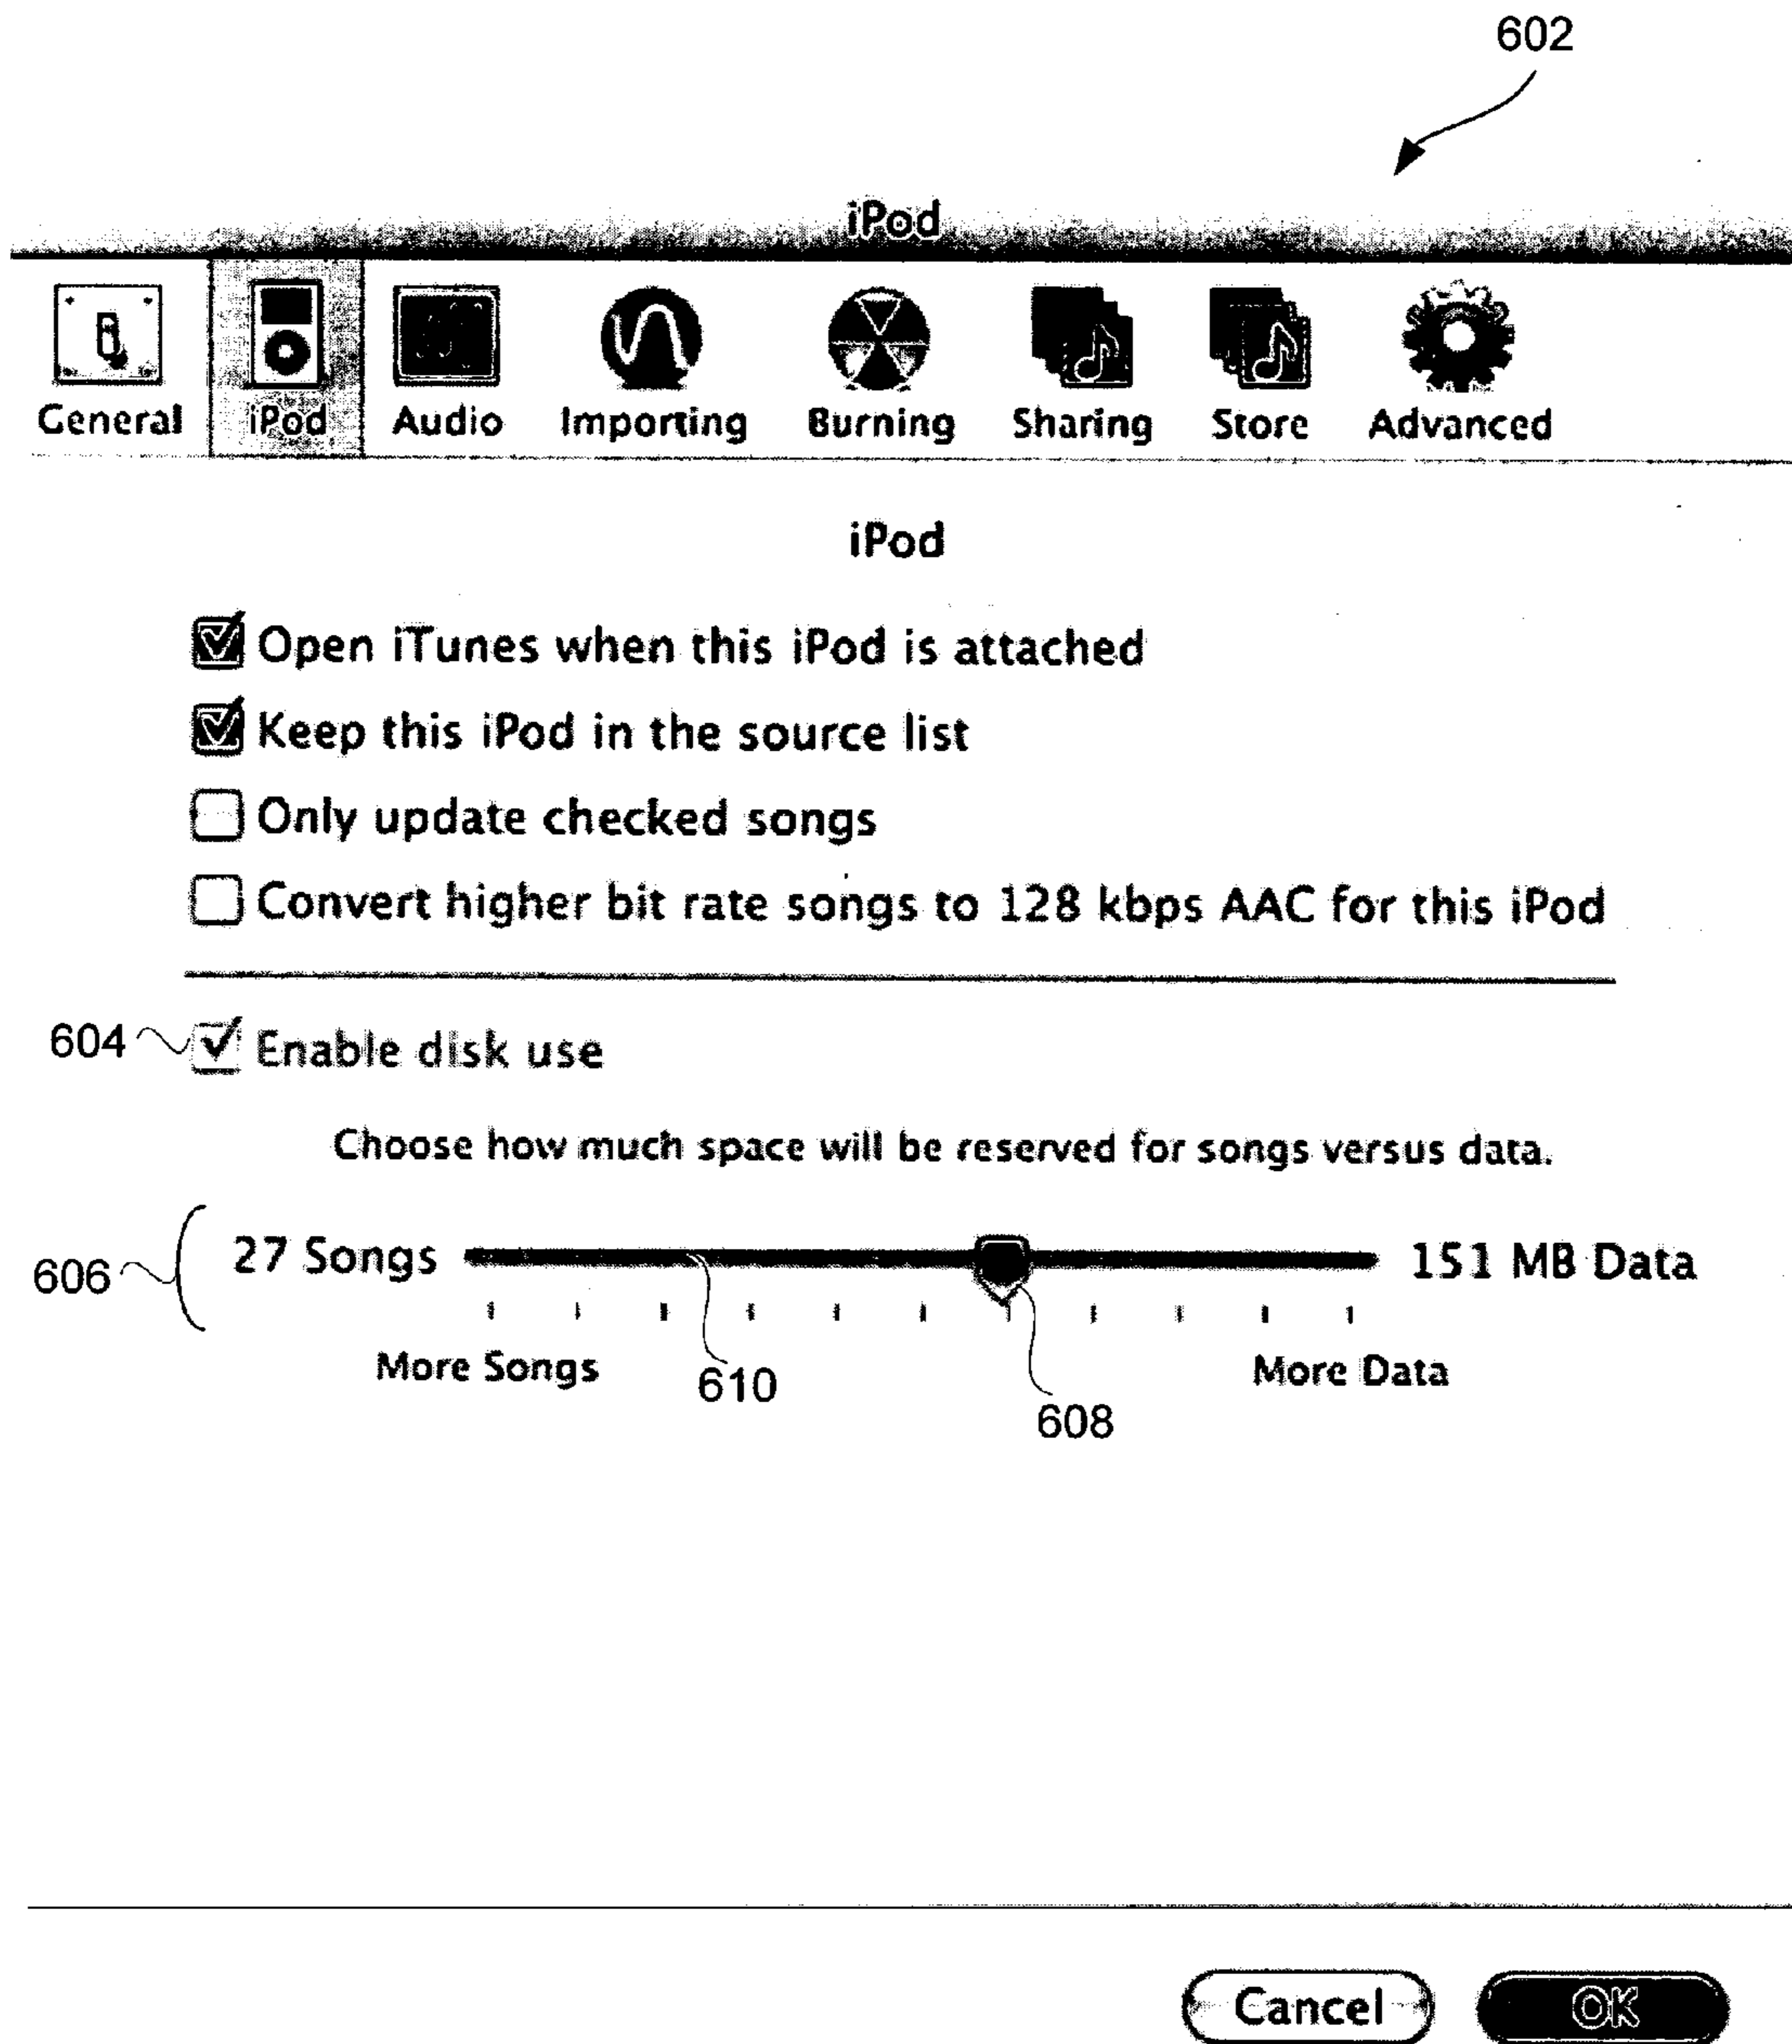 602
iPod
General iPod Audio Importing Burning Sharing Store Advanced
iPod
Open iTunes when this iPod is attached
Keep this iPod in the source list
Only update checked songs
Convert higher bit rate songs to 128 kbps AAC for this iPod
604 Enable disk use
Choose how much space will be reserved for songs versus data.
606 27 Songs 151 MB Data
More Songs 610 More Data
608
Cancel OK